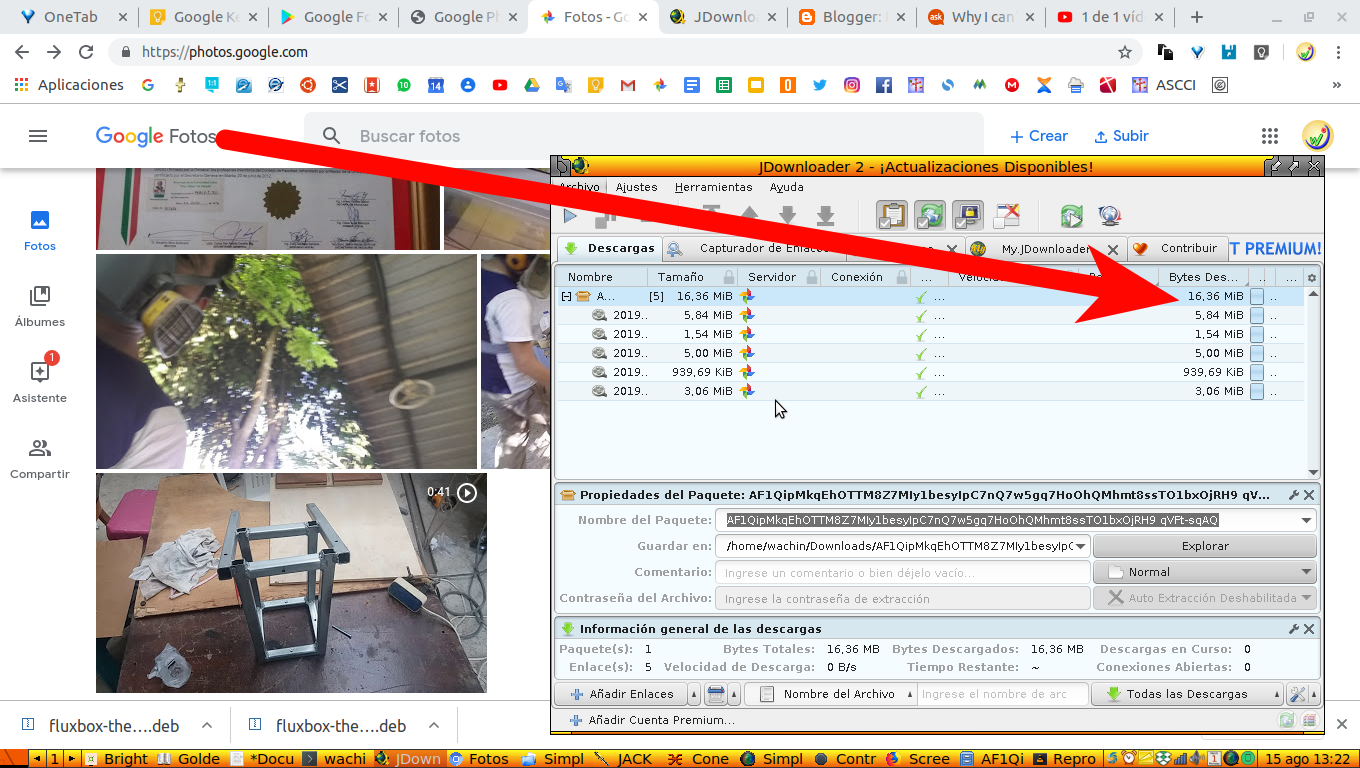 OneTab
Google Ke
Google Fo
Google Ph
Fotos - Go
JDownlo
Blogger: J
Why I can
1 de 1 víd
https://photos.google.com
Aplicaciones
ASCCI
Google Fotos
Buscar fotos
Crear
Subir
Fotos
Álbumes
1
Asistente
Compartir
0:41
JDownloader 2 - ¡Actualizaciones Disponibles!
Archivo Ajustes Herramientas Ayuda
Descargas
Capturador de Enlaces
My.JDownloader
Contribuir
T PREMIUM!
Nombre Tamaño Servidor Conexión ... Bytes Des... .. ...
A... [5] 16,36 MiB ... 16,36 MiB ..
2019.. 5,84 MiB ... 5,84 MiB ..
2019.. 1,54 MiB ... 1,54 MiB ..
2019.. 5,00 MiB ... 5,00 MiB ..
2019.. 939,69 KiB ... 939,69 KiB ..
2019.. 3,06 MiB ... 3,06 MiB ..
Propiedades del Paquete: AF1QipMkqEhOTTM8Z7Mly1besylpC7nQ7w5gq7HoOhQMhmt8ssTO1bxOjRH9 qV...
Nombre del Paquete: AF1QipMkqEhOTTM8Z7Mly1besylpC7nQ7w5gq7HoOhQMhmt8ssTO1bxOjRH9 qVFt-sqAQ
Guardar en: /home/wachin/Downloads/AF1QipMkqEhOTTM8Z7Mly1besylpC Explorar
Comentario: Ingrese un comentario o bien déjelo vacío... Normal
Contraseña del Archivo: Ingrese la contraseña de extracción Auto Extracción Deshabilitada
Información general de las descargas
Paquete(s): 1 Bytes Totales: 16,36 MB Bytes Descargados: 16,36 MB Descargas en Curso: 0
Enlace(s): 5 Velocidad de Descarga: 0 B/s Tiempo Restante: ~ Conexiones Abiertas: 0
Añadir Enlaces Nombre del Archivo Ingrese el nombre de arc Todas las Descargas
Añadir Cuenta Premium...
fluxbox-the....deb
fluxbox-the....deb
1 Bright Golde *Docu wachi JDown Fotos Simpl JACK Cone Simpl Contr Scree AF1Qi Repro 15 ago 13:22